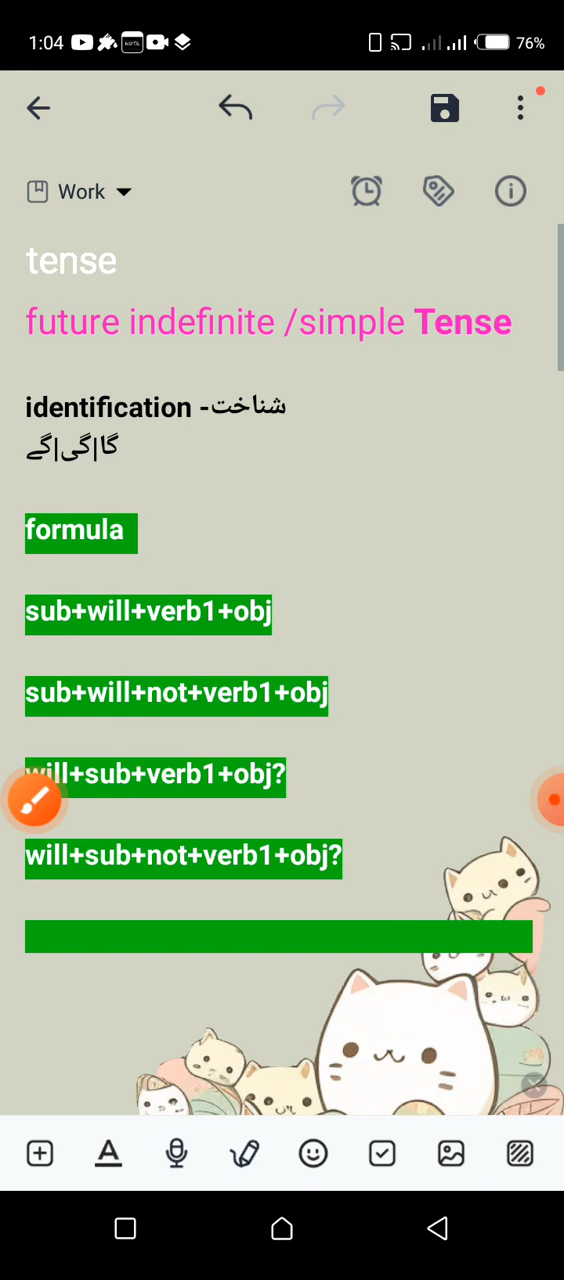 1:04
76%
Work
tense
future indefinite /simple Tense
identification -شناخت
گا|گی|گے
formula
sub+will+verb1+obj
sub+will+not+verb1+obj
will+sub+verb1+obj?
will+sub+not+verb1+obj?